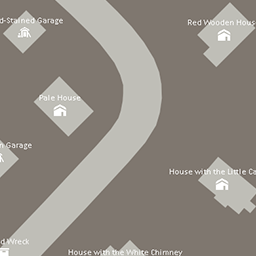 d-Stained Garage
Red Wooden Hous
Pale House
n Garage
House with the Little Ca
d Wreck
House with the White Chimney